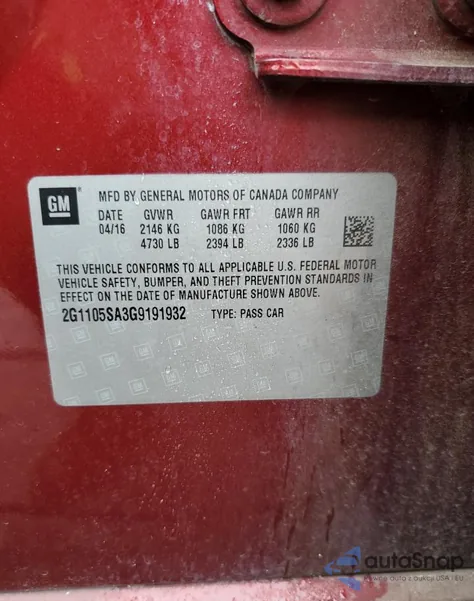 GM
MFD BY GENERAL MOTORS OF CANADA COMPANY
DATE GVWR GAWR FRT GAWR RR
04/16 2146 KG 1086 KG 1060 KG
4730 LB 2394 LB 2336 LB
THIS VEHICLE CONFORMS TO ALL APPLICABLE U.S. FEDERAL MOTOR
VEHICLE SAFETY, BUMPER, AND THEFT PREVENTION STANDARDS IN
EFFECT ON THE DATE OF MANUFACTURE SHOWN ABOVE.
2G1105SA3G9191932 TYPE: PASS CAR
autoSnap